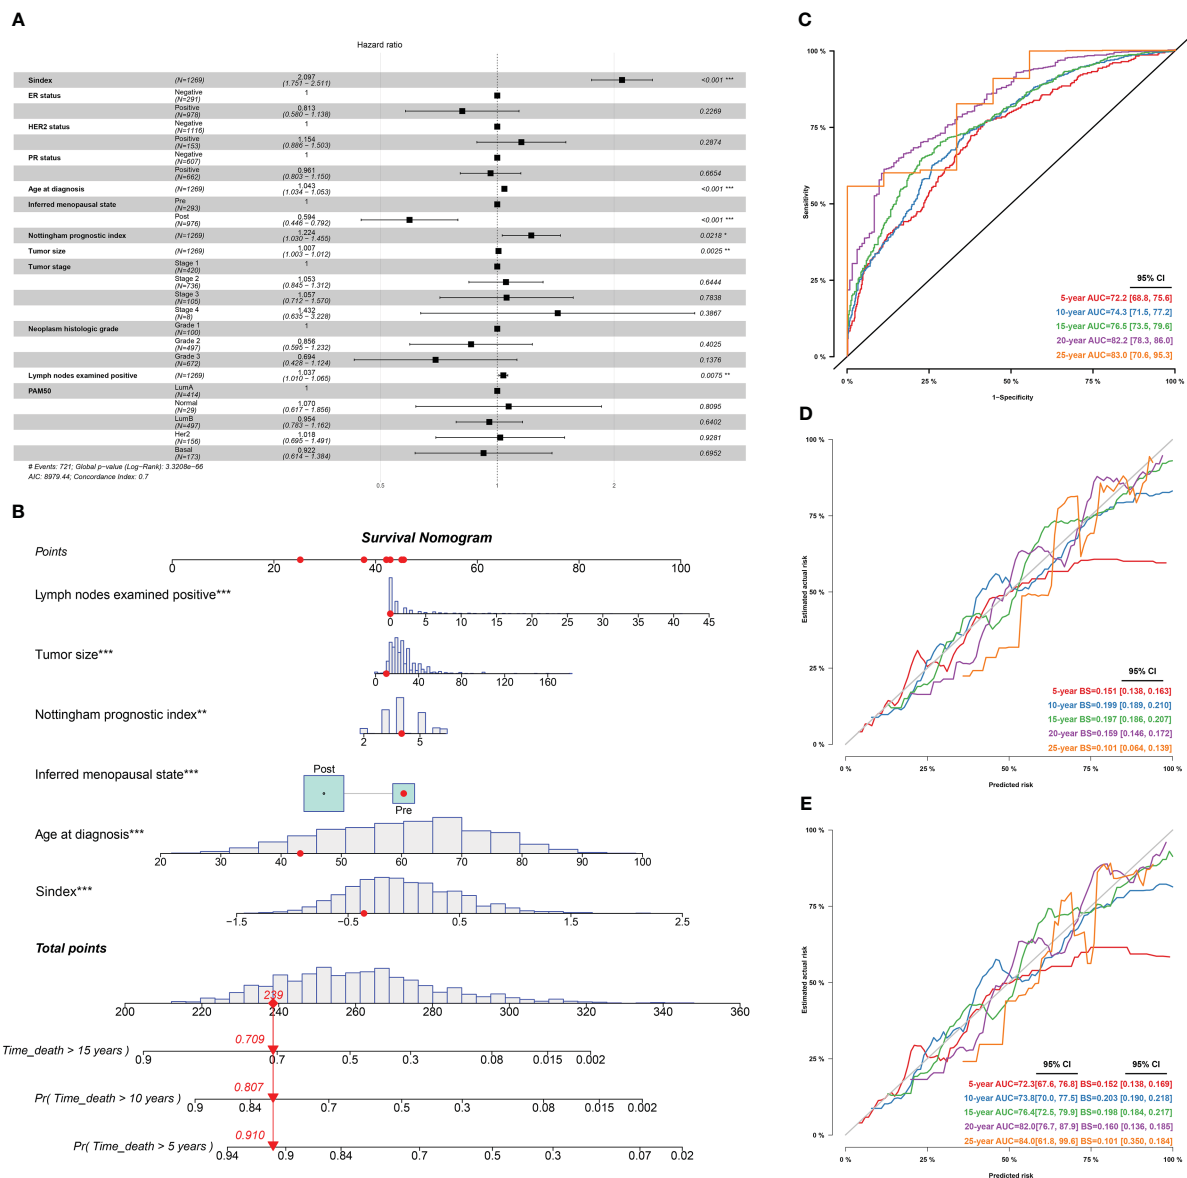 A
Hazard ratio
Sindex (N=1269) 2.097 (1.751 − 2.511) <0.001 ***
ER status Negative (N=291) 1
Positive (N=978) 0.813 (0.580 − 1.138) 0.2269
HER2 status Negative (N=1116) 1
Positive (N=153) 1.154 (0.886 − 1.503) 0.2874
PR status Negative (N=607) 1
Positive (N=662) 0.961 (0.803 − 1.150) 0.6654
Age at diagnosis (N=1269) 1.043 (1.034 − 1.053) <0.001 ***
Inferred menopausal state Pre (N=293) 1
Post (N=976) 0.594 (0.446 − 0.792) <0.001 ***
Nottingham prognostic index (N=1269) 1.224 (1.030 − 1.455) 0.0218 *
Tumor size (N=1269) 1.007 (1.003 − 1.012) 0.0025 **
Tumor stage Stage 1 (N=420) 1
Stage 2 (N=736) 1.053 (0.845 − 1.312) 0.6444
Stage 3 (N=105) 1.057 (0.712 − 1.570) 0.7838
Stage 4 (N=8) 1.432 (0.635 − 3.228) 0.3867
Neoplasm histologic grade Grade 1 (N=100) 1
Grade 2 (N=497) 0.856 (0.595 − 1.232) 0.4025
Grade 3 (N=672) 0.694 (0.428 − 1.124) 0.1376
Lymph nodes examined positive (N=1269) 1.037 (1.010 − 1.065) 0.0075 **
PAM50 LumA (N=414) 1
Normal (N=29) 1.070 (0.617 − 1.856) 0.8095
LumB (N=497) 0.954 (0.783 − 1.162) 0.6402
Her2 (N=156) 1.018 (0.695 − 1.491) 0.9281
Basal (N=173) 0.922 (0.614 − 1.384) 0.6952
# Events: 721; Global p−value (Log−Rank): 3.3208e−66
AIC: 8979.44; Concordance Index: 0.7
0.5 1 2
B
Survival Nomogram
Points
0 20 40 60 80 100
Lymph nodes examined positive***
0 5 10 15 20 25 30 35 40 45
Tumor size***
0 40 80 120 160
Nottingham prognostic index**
2 5
Inferred menopausal state***
Post
Pre
Age at diagnosis***
20 30 40 50 60 70 80 90 100
Sindex***
−1.5 −0.5 0.5 1.5 2.5
Total points
239
200 220 240 260 280 300 320 340 360
0.709
Time_death > 15 years )
0.9 0.7 0.5 0.3 0.08 0.015 0.002
0.807
Pr( Time_death > 10 years )
0.9 0.84 0.7 0.5 0.3 0.08 0.015 0.002
0.910
Pr( Time_death > 5 years )
0.94 0.9 0.84 0.7 0.5 0.3 0.07 0.02
C
100 %
75 %
50 %
25 %
0 %
Sensitivity
95% CI
5-year AUC=72.2 [68.8, 75.6]
10-year AUC=74.3 [71.5, 77.2]
15-year AUC=76.5 [73.5, 79.6]
20-year AUC=82.2 [78.3, 86.0]
25-year AUC=83.0 [70.6, 95.3]
0 % 25 % 50 % 75 % 100 %
1−Specificity
D
100 %
75 %
50 %
25 %
0 %
Estimated actual risk
95% CI
5-year BS=0.151 [0.138, 0.163]
10-year BS=0.199 [0.189, 0.210]
15-year BS=0.197 [0.186, 0.207]
20-year BS=0.159 [0.146, 0.172]
25-year BS=0.101 [0.064, 0.139]
0 % 25 % 50 % 75 % 100 %
Predicted risk
E
100 %
75 %
50 %
25 %
0 %
Estimated actual risk
95% CI 95% CI
5-year AUC=72.3[67.6, 76.8] BS=0.152 [0.138, 0.169]
10-year AUC=73.8[70.0, 77.5] BS=0.203 [0.190, 0.218]
15-year AUC=76.4[72.5, 79.9] BS=0.198 [0.184, 0.217]
20-year AUC=82.0[76.7, 87.9] BS=0.160 [0.136, 0.185]
25-year AUC=84.0[61.8, 99.6] BS=0.101 [0.350, 0.184]
0 % 25 % 50 % 75 % 100 %
Predicted risk